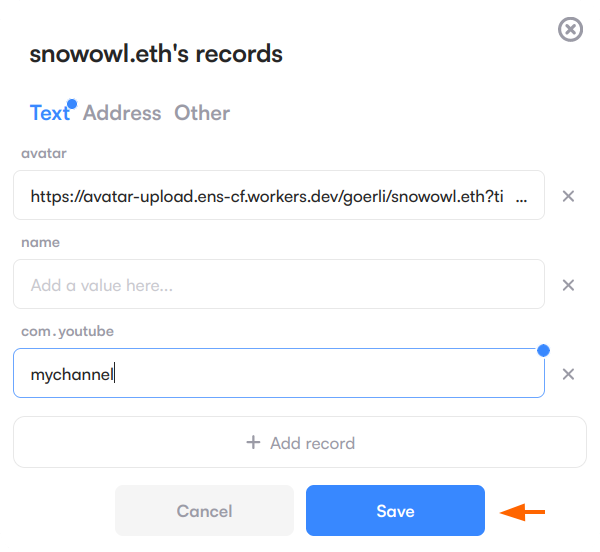 snowowl.eth's records
Text Address Other
avatar
https://avatar-upload.ens-cf.workers.dev/goerli/snowowl.eth?ti ...
name
Add a value here...
com.youtube
mychannel
+ Add record
Cancel Save